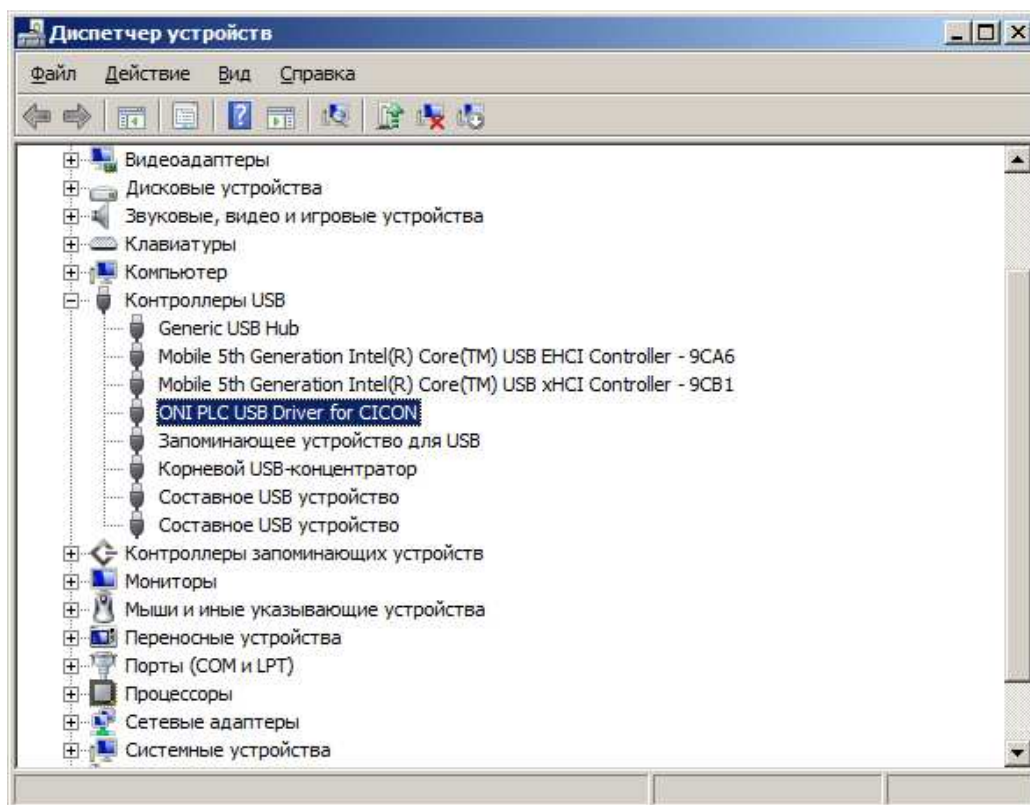 Диспетчер устройств
Файл Действие Вид Справка
Видеоадаптеры
Дисковые устройства
Звуковые, видео и игровые устройства
Клавиатуры
Компьютер
Контроллеры USB
Generic USB Hub
Mobile 5th Generation Intel(R) Core(TM) USB EHCI Controller - 9CA6
Mobile 5th Generation Intel(R) Core(TM) USB xHCI Controller - 9CB1
ONI PLC USB Driver for CICON
Запоминающее устройство для USB
Корневой USB-концентратор
Составное USB устройство
Составное USB устройство
Контроллеры запоминающих устройств
Мониторы
Мыши и иные указывающие устройства
Переносные устройства
Порты (COM и LPT)
Процессоры
Сетевые адаптеры
Системные устройства